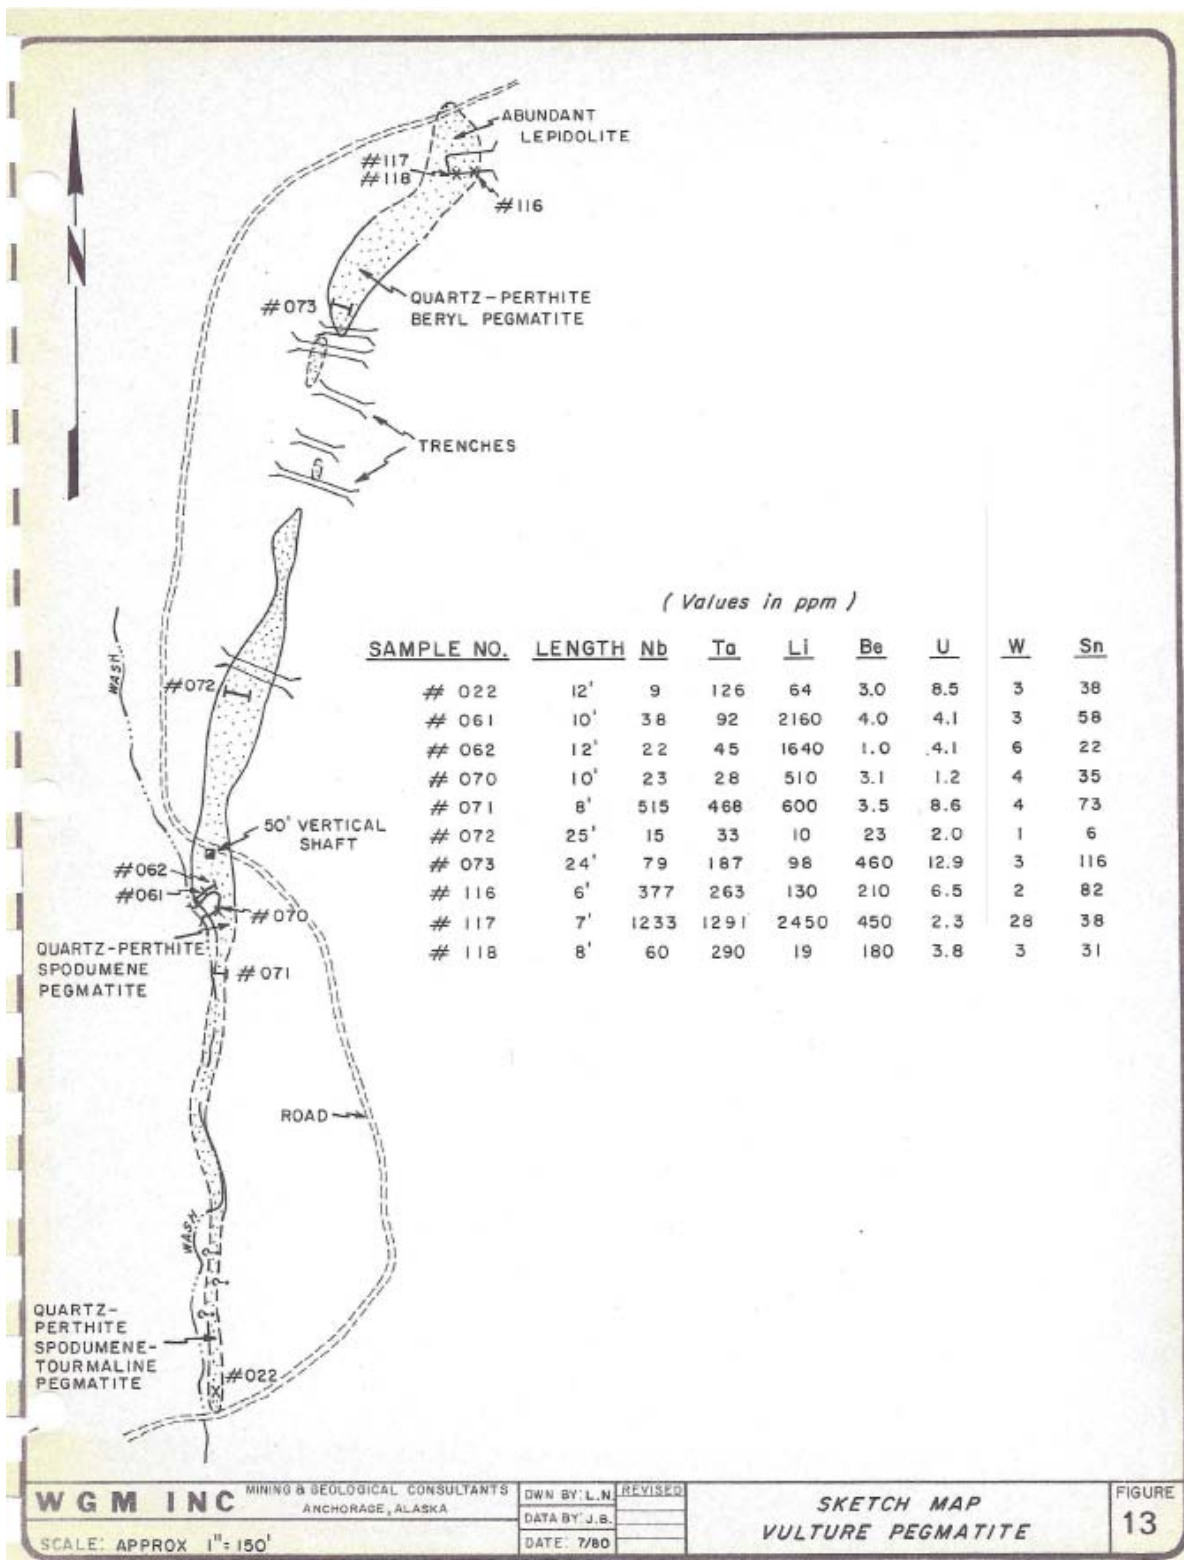 ABUNDANT
LEPIDOLITE
#117
#118
#116
N
#073
QUARTZ-PERTHITE
BERYL PEGMATITE
TRENCHES
( Values in ppm )
SAMPLE NO. LENGTH Nb Ta Li Be U W Sn
# 022 12' 9 126 64 3.0 8.5 3 38
# 061 10' 38 92 2160 4.0 4.1 3 58
# 062 12' 22 45 1640 1.0 4.1 6 22
# 070 10' 23 28 510 3.1 1.2 4 35
# 071 8' 515 468 600 3.5 8.6 4 73
# 072 25' 15 33 10 23 2.0 1 6
# 073 24' 79 187 98 460 12.9 3 116
# 116 6' 377 263 130 210 6.5 2 82
# 117 7' 1233 1291 2450 450 2.3 28 38
# 118 8' 60 290 19 180 3.8 3 31
WASH
#072
50' VERTICAL
SHAFT
#062
#061
#070
QUARTZ-PERTHITE
SPODUMENE
PEGMATITE
#071
ROAD
WASH
?
?
?
QUARTZ-
PERTHITE
SPODUMENE-
TOURMALINE
PEGMATITE
#022
WGM INC MINING & GEOLOGICAL CONSULTANTS
ANCHORAGE, ALASKA
SCALE: APPROX 1"=150'
DWN BY: L.N.
DATA BY: J.B.
DATE: 7/80
REVISED
SKETCH MAP
VULTURE PEGMATITE
FIGURE
13